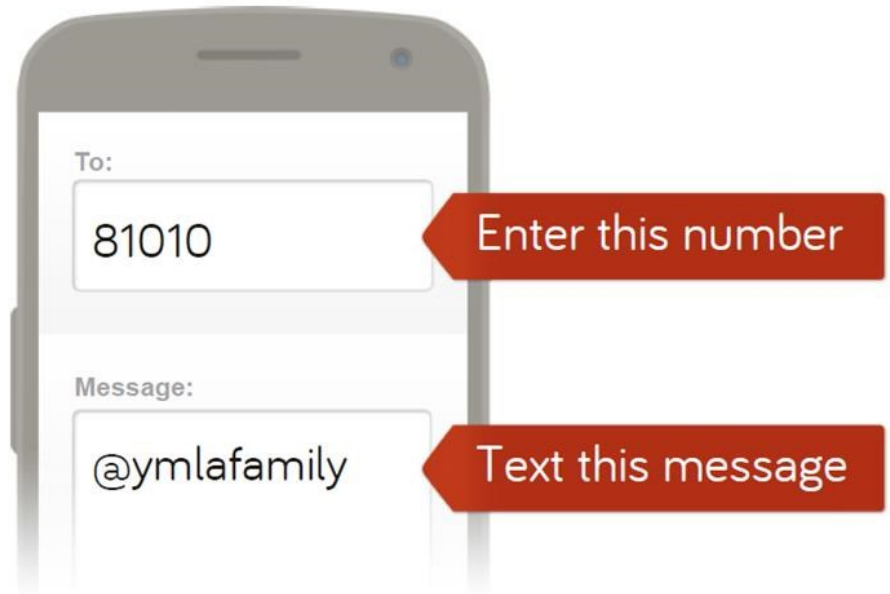 To:
81010
Enter this number
Message:
@ymlafamily
Text this message